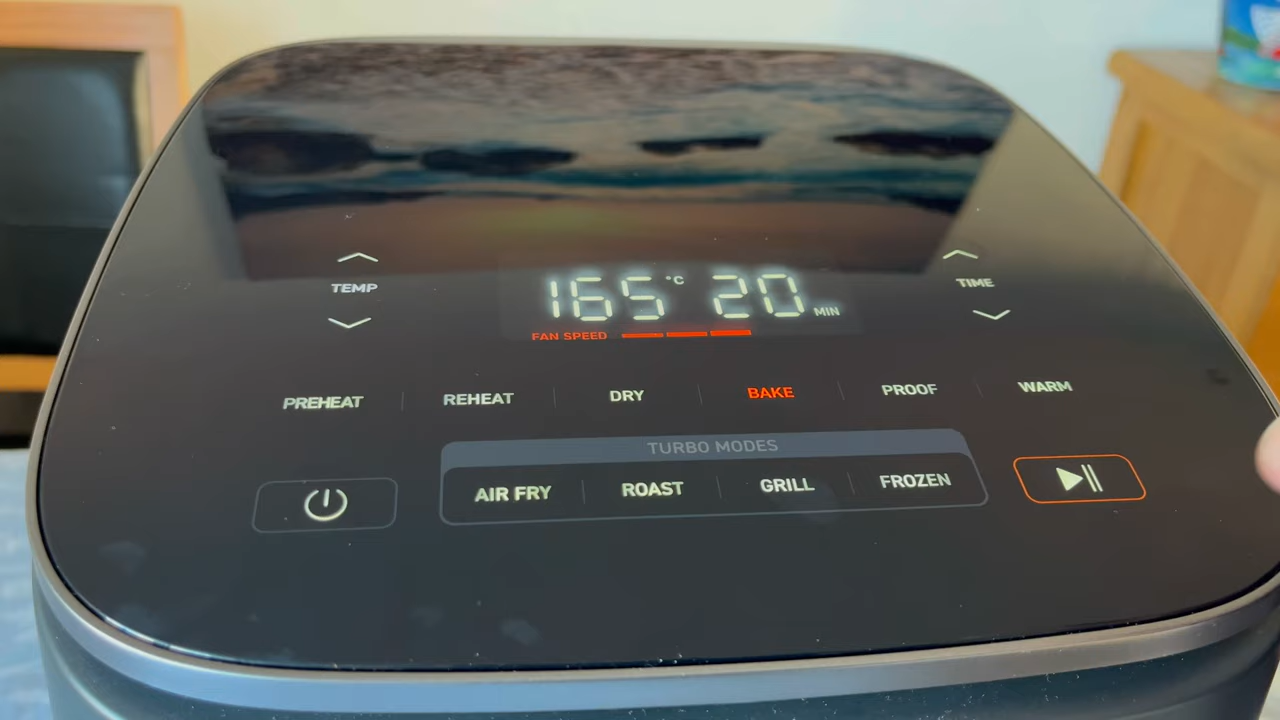 TEMP
165 °C 20 MIN
TIME
FAN SPEED
PREHEAT REHEAT DRY BAKE PROOF WARM
TURBO MODES
AIR FRY ROAST GRILL FROZEN